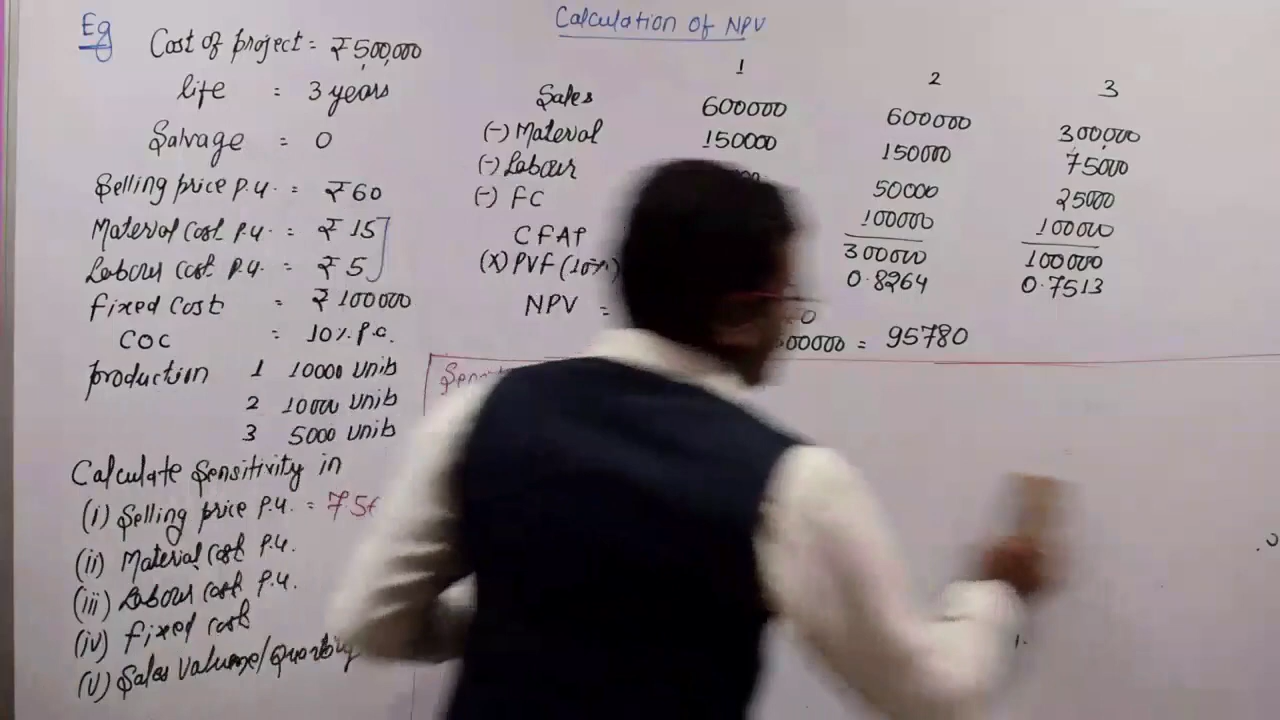 Eg
Cost of project = ₹500,000
life = 3 years
Salvage = 0
Selling price p.u. = ₹60
Material cost p.u. = ₹15
Labour cost p.u. = ₹5
fixed cost = ₹100000
COC = 10% p.a.
production 1 10000 units
2 10000 units
3 5000 units
Calculate Sensitivity in
(i) Selling price p.u. =
(ii) Material cost p.u.
(iii) Labour cost p.u.
(iv) fixed cost
(v) Sales Volume/Quantity
Calculation of NPV
1 2 3
Sales 600000 600000 300,000
(-) Material 150000 150000 75000
(-) Labour 50000 25000
(-) FC 100000 100000
CFAT 300000 100000
(x) PVF (10%) 0.8264 0.7513
NPV =
= 95780